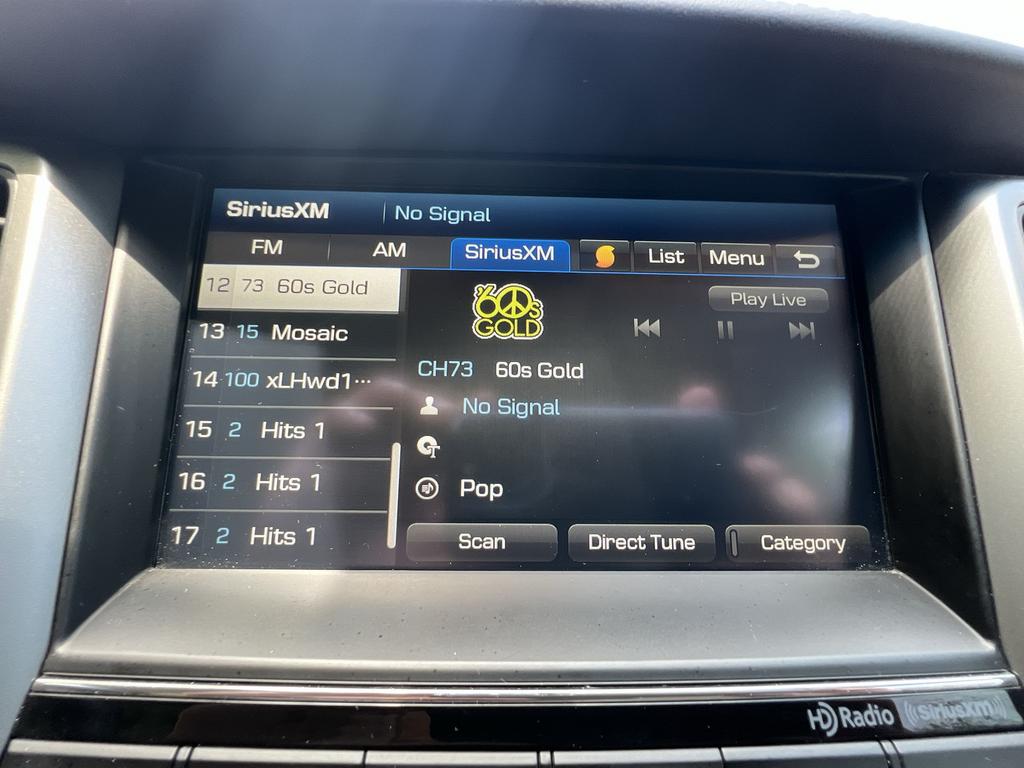 SiriusXM No Signal
FM AM SiriusXM List Menu
12 73 60s Gold
13 15 Mosaic
14 100 xLHwd1...
15 2 Hits 1
16 2 Hits 1
17 2 Hits 1
'60s
GOLD
Play Live
CH73 60s Gold
No Signal
Pop
Scan Direct Tune Category
HD Radio SiriusXM